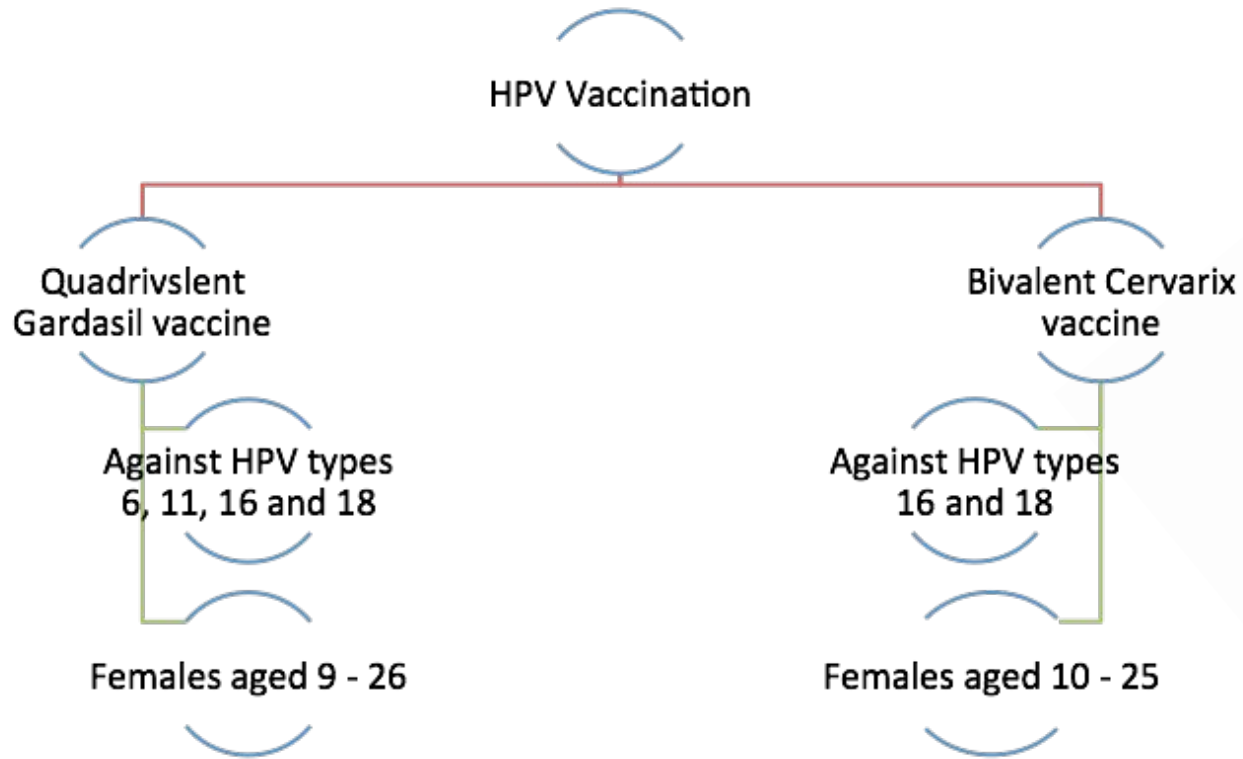 HPV Vaccination
Quadrivslent
Gardasil vaccine
Against HPV types
6, 11, 16 and 18
Females aged 9 - 26
Bivalent Cervarix
vaccine
Against HPV types
16 and 18
Females aged 10 - 25